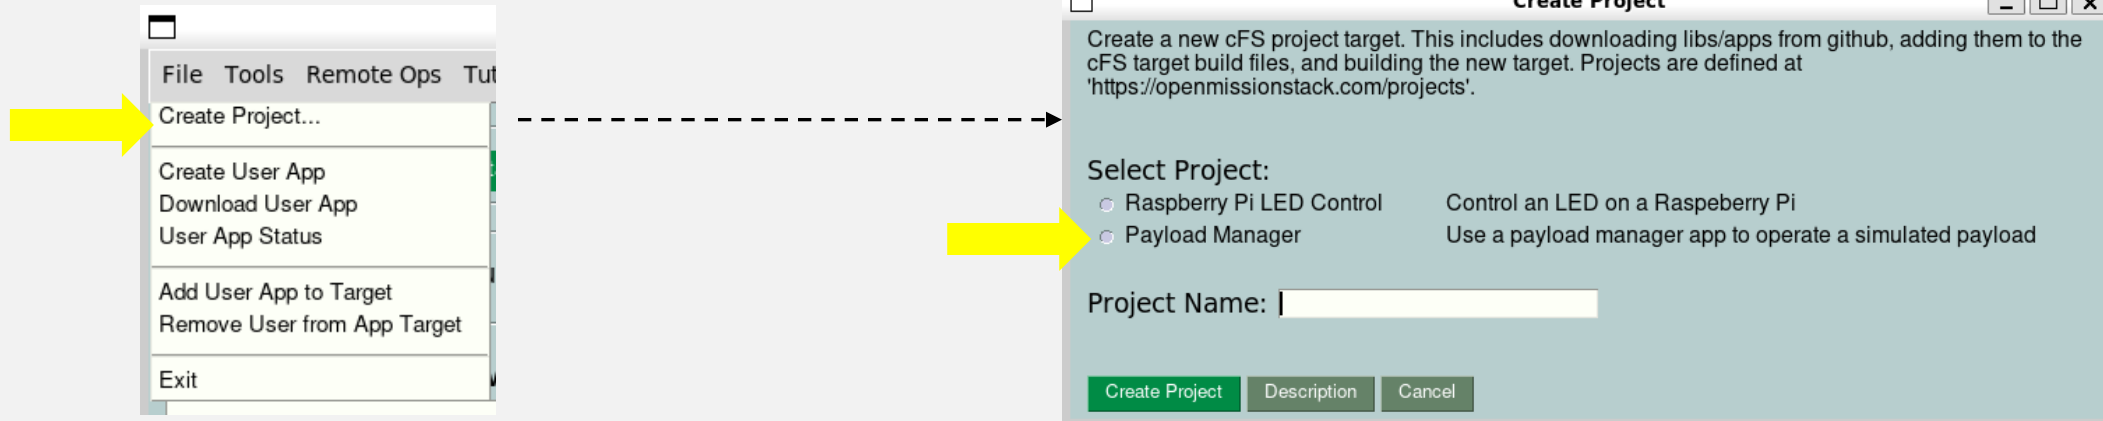 File Tools Remote Ops
Create Project...
Create User App
Download User App
User App Status
Add User App to Target
Remove User from App Target
Exit
Create Project
Create a new cFS project target. This includes downloading libs/apps from github, adding them to the
cFS target build files, and building the new target. Projects are defined at
'https://openmissionstack.com/projects'.
Select Project:
Raspberry Pi LED Control Control an LED on a Raspeberry Pi
Payload Manager Use a payload manager app to operate a simulated payload
Project Name:
Create Project Description Cancel